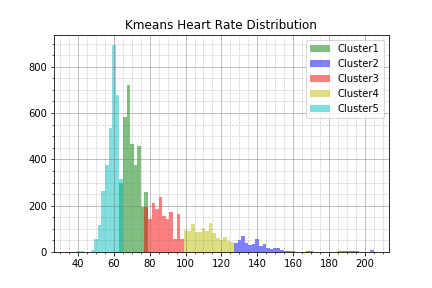 Kmeans Heart Rate Distribution
Cluster1
Cluster2
Cluster3
Cluster4
Cluster5
800
600
400
200
0
40 60 80 100 120 140 160 180 200